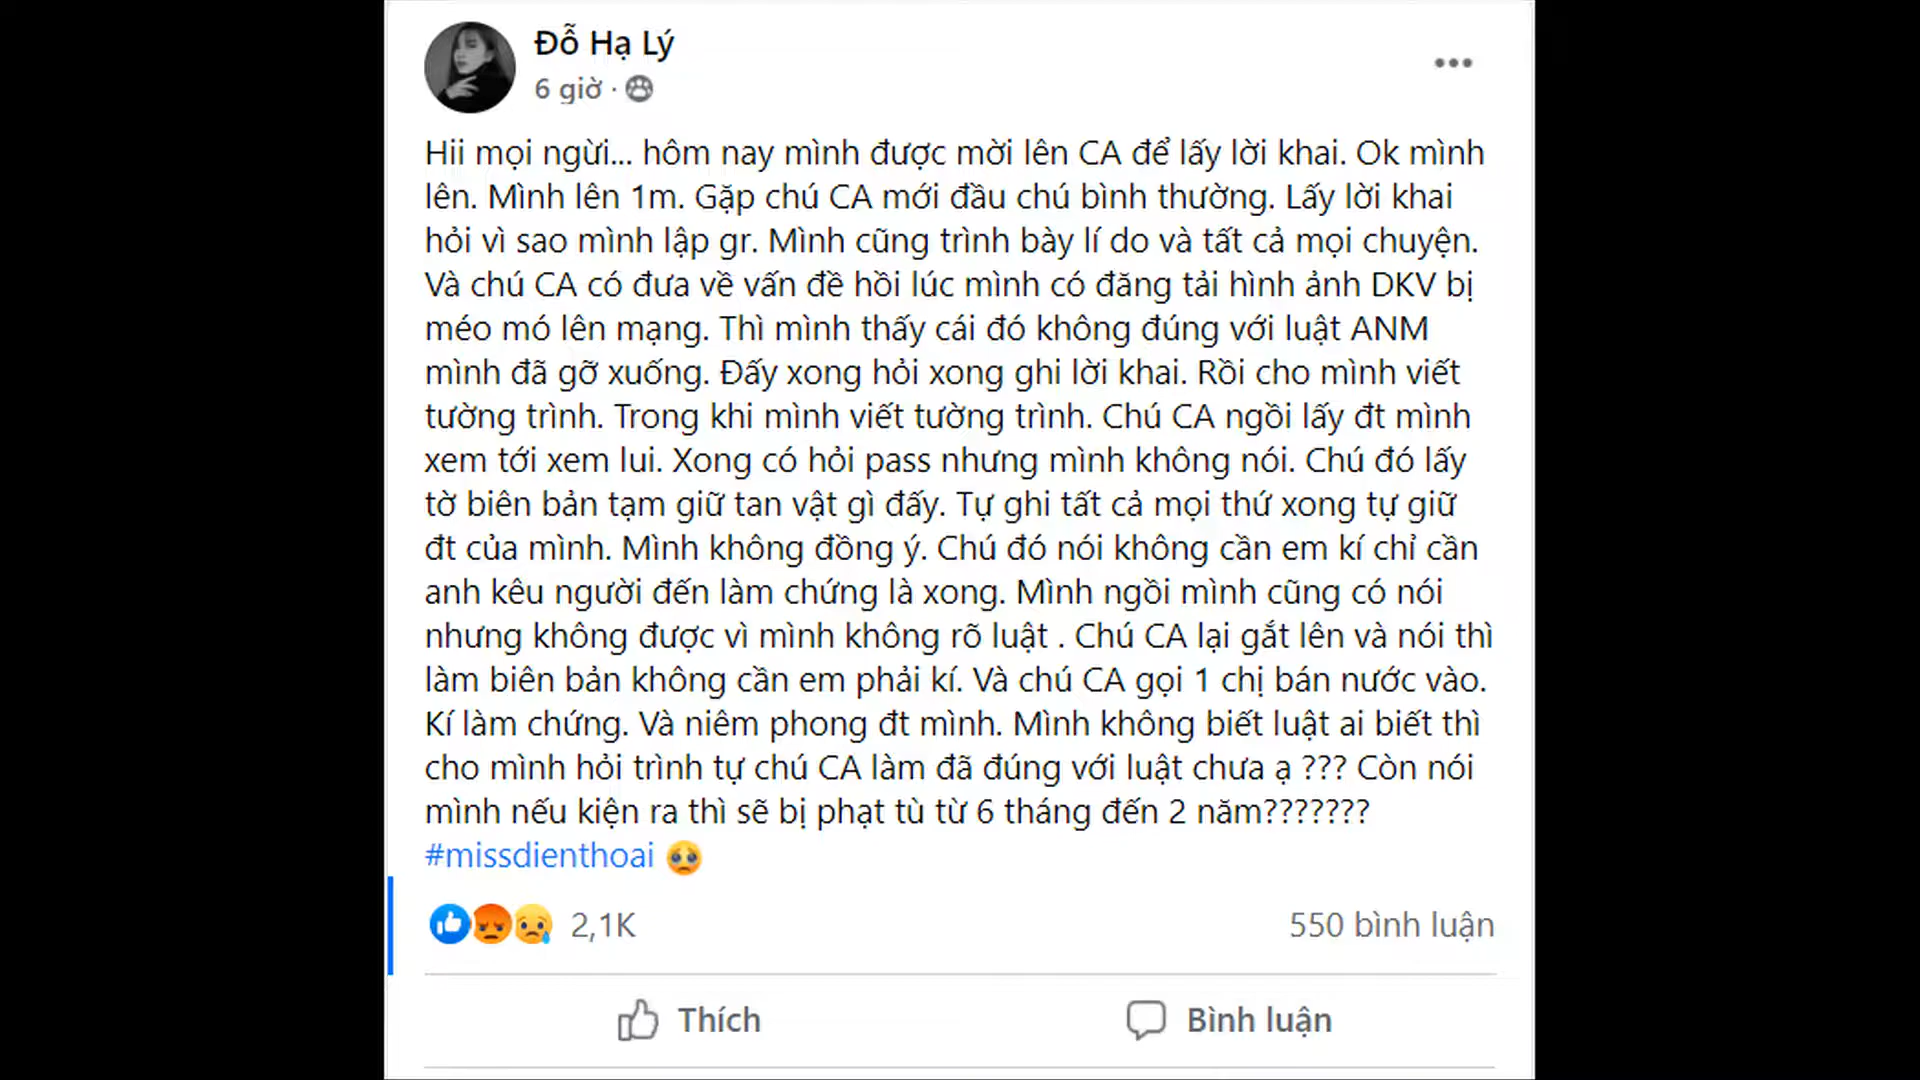 Đỗ Hạ Lý
6 giờ ·
Hii mọi ngừi... hôm nay mình được mời lên CA để lấy lời khai. Ok mình
lên. Mình lên 1m. Gặp chú CA mới đầu chú bình thường. Lấy lời khai
hỏi vì sao mình lập gr. Mình cũng trình bày lí do và tất cả mọi chuyện.
Và chú CA có đưa về vấn đề hồi lúc mình có đăng tải hình ảnh DKV bị
méo mó lên mạng. Thì mình thấy cái đó không đúng với luật ANM
mình đã gỡ xuống. Đấy xong hỏi xong ghi lời khai. Rồi cho mình viết
tường trình. Trong khi mình viết tường trình. Chú CA ngồi lấy đt mình
xem tới xem lui. Xong có hỏi pass nhưng mình không nói. Chú đó lấy
tờ biên bản tạm giữ tan vật gì đấy. Tự ghi tất cả mọi thứ xong tự giữ
đt của mình. Mình không đồng ý. Chú đó nói không cần em kí chỉ cần
anh kêu người đến làm chứng là xong. Mình ngồi mình cũng có nói
nhưng không được vì mình không rõ luật . Chú CA lại gắt lên và nói thì
làm biên bản không cần em phải kí. Và chú CA gọi 1 chị bán nước vào.
Kí làm chứng. Và niêm phong đt mình. Mình không biết luật ai biết thì
cho mình hỏi trình tự chú CA làm đã đúng với luật chưa ạ ??? Còn nói
mình nếu kiện ra thì sẽ bị phạt tù từ 6 tháng đến 2 năm???????
#missdienthoai 🥹
2,1K 550 bình luận
Thích Bình luận